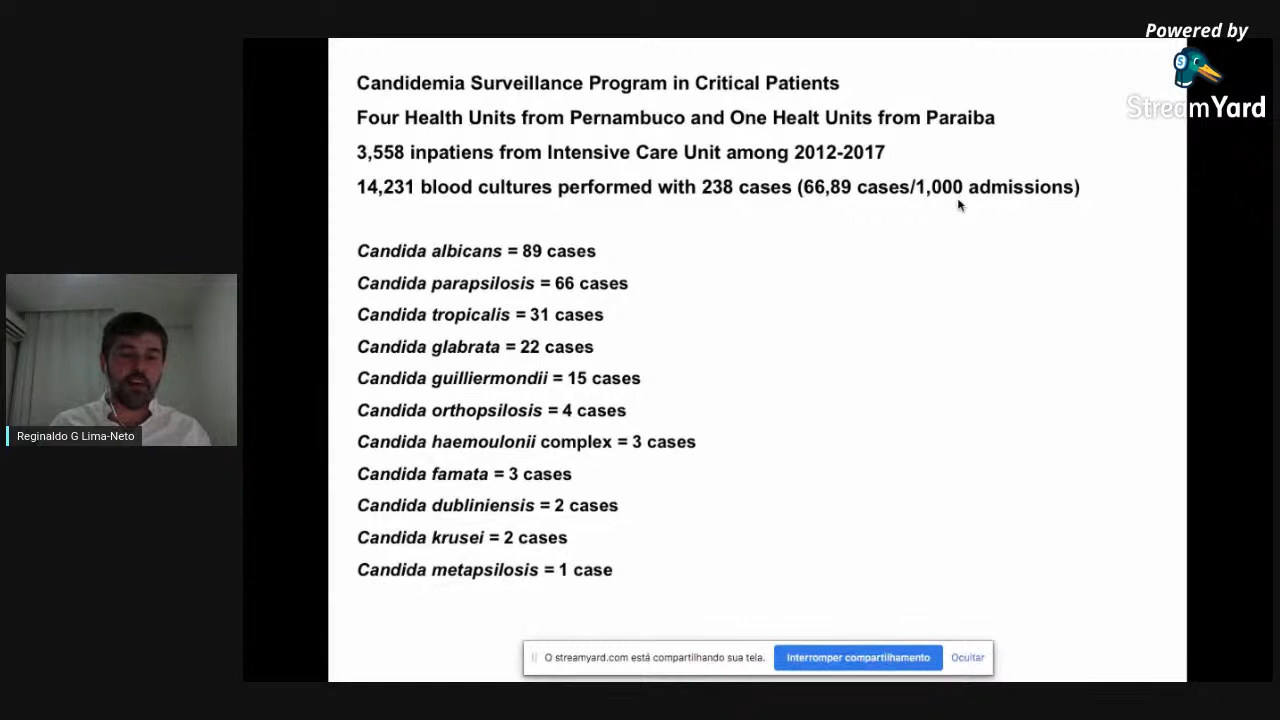 Powered by
StreamYard
Candidemia Surveillance Program in Critical Patients
Four Health Units from Pernambuco and One Healt Units from Paraiba
3,558 inpatiens from Intensive Care Unit among 2012-2017
14,231 blood cultures performed with 238 cases (66,89 cases/1,000 admissions)
Candida albicans = 89 cases
Candida parapsilosis = 66 cases
Candida tropicalis = 31 cases
Candida glabrata = 22 cases
Candida guilliermondii = 15 cases
Candida orthopsilosis = 4 cases
Candida haemoulonii complex = 3 cases
Candida famata = 3 cases
Candida dubliniensis = 2 cases
Candida krusei = 2 cases
Candida metapsilosis = 1 case
Reginaldo G Lima-Neto
O streamyard.com está compartilhando sua tela. Interromper compartilhamento Ocultar